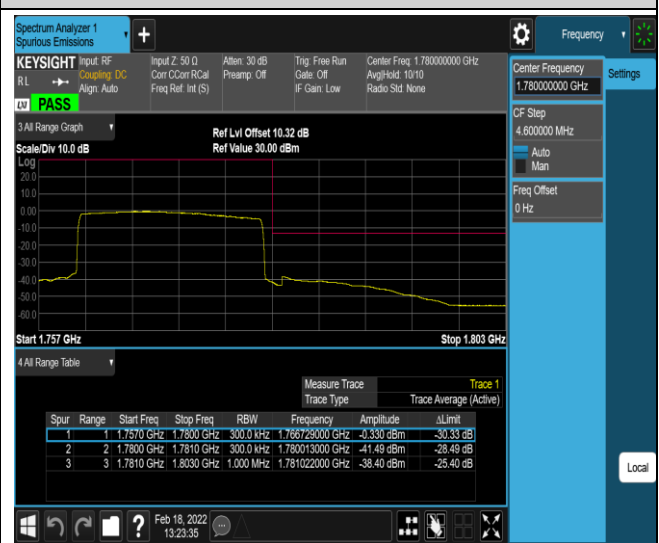 Spectrum Analyzer 1
Spurious Emissions
Frequency
KEYSIGHT Input: RF Input Z: 50 Ω Atten: 30 dB Trig: Free Run Center Freq: 1.780000000 GHz
RL Coupling: DC Corr CCorr RCal Preamp: Off Gate: Off Avg|Hold: 10/10
Align: Auto Freq Ref: Int (S) IF Gain: Low Radio Std: None
LXI PASS
Center Frequency
1.780000000 GHz
Settings
CF Step
4.600000 MHz
Auto
Man
Freq Offset
0 Hz
3 All Range Graph
Ref Lvl Offset 10.32 dB
Scale/Div 10.0 dB Ref Value 30.00 dBm
Log
20.0
10.0
0.00
-10.0
-20.0
-30.0
-40.0
-50.0
-60.0
Start 1.757 GHz Stop 1.803 GHz
4 All Range Table
Measure Trace Trace 1
Trace Type Trace Average (Active)
Spur Range Start Freq Stop Freq RBW Frequency Amplitude ΔLimit
1 1 1.7570 GHz 1.7800 GHz 300.0 kHz 1.766729000 GHz -0.330 dBm -30.33 dB
2 2 1.7800 GHz 1.7810 GHz 300.0 kHz 1.780013000 GHz -41.49 dBm -28.49 dB
3 3 1.7810 GHz 1.8030 GHz 1.000 MHz 1.781022000 GHz -38.40 dBm -25.40 dB
Local
Feb 18, 2022
13:23:35